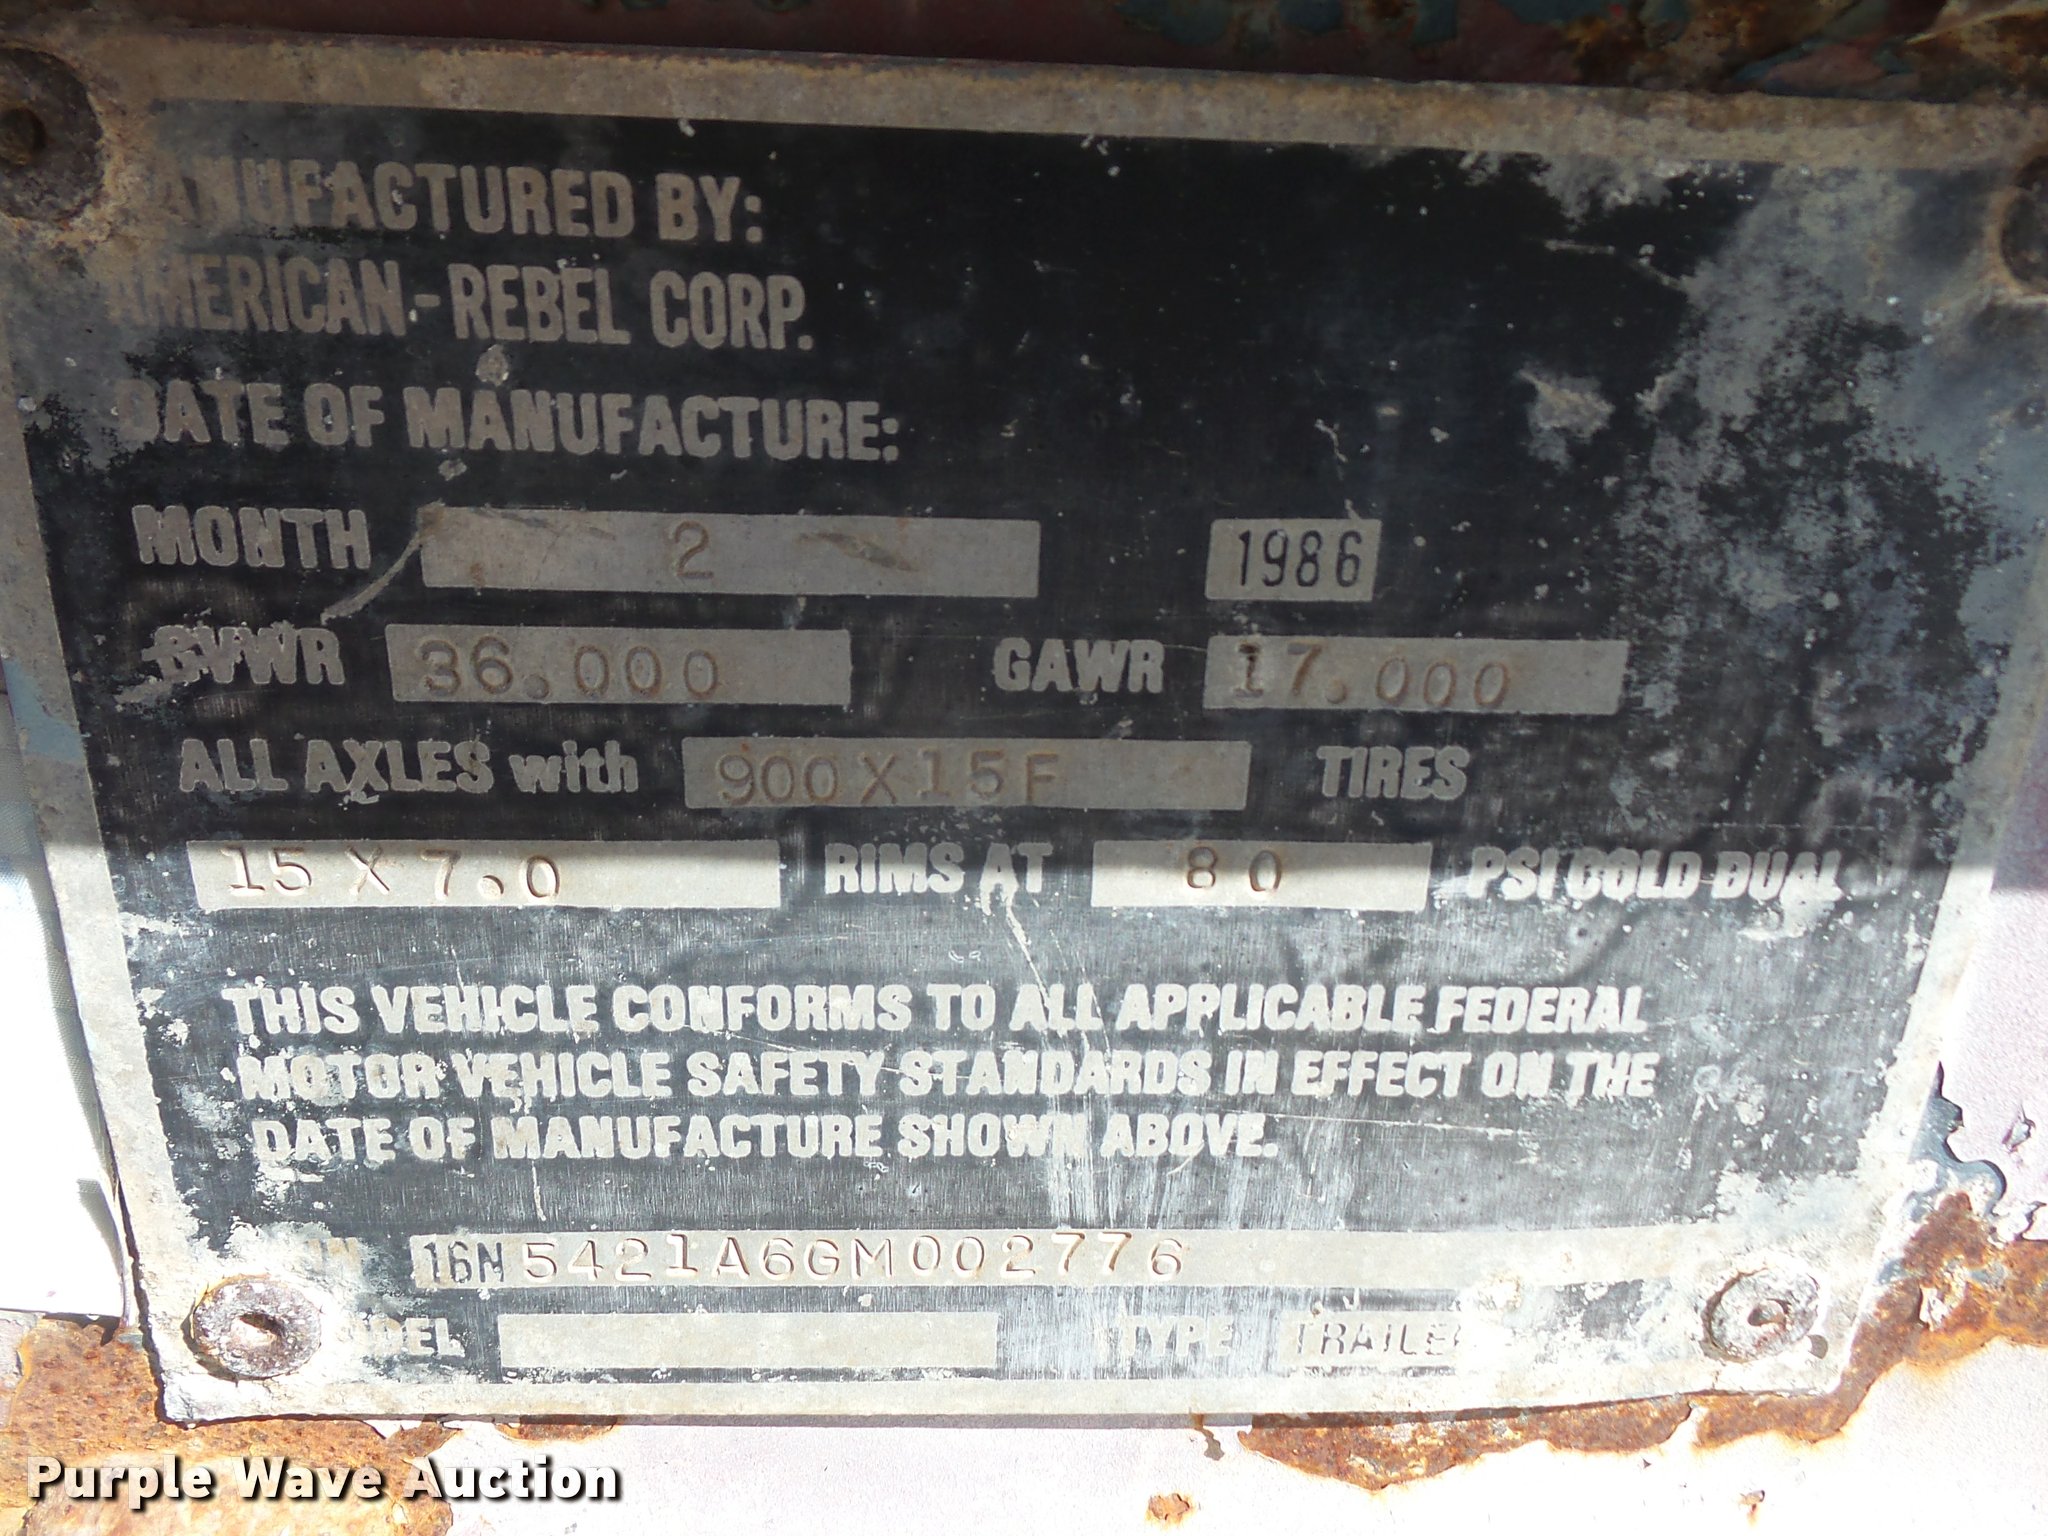 MANUFACTURED BY:
AMERICAN-REBEL CORP.
DATE OF MANUFACTURE:
MONTH 2 1986
GVWR 36.000 GAWR 17.000
ALL AXLES with 900X15F TIRES
15X7.0 RIMS AT 80 PSI COLD DUAL
THIS VEHICLE CONFORMS TO ALL APPLICABLE FEDERAL
MOTOR VEHICLE SAFETY STANDARDS IN EFFECT ON THE
DATE OF MANUFACTURE SHOWN ABOVE.
16N5421A6GM002776
MODEL TYPE TRAILER
Purple Wave Auction